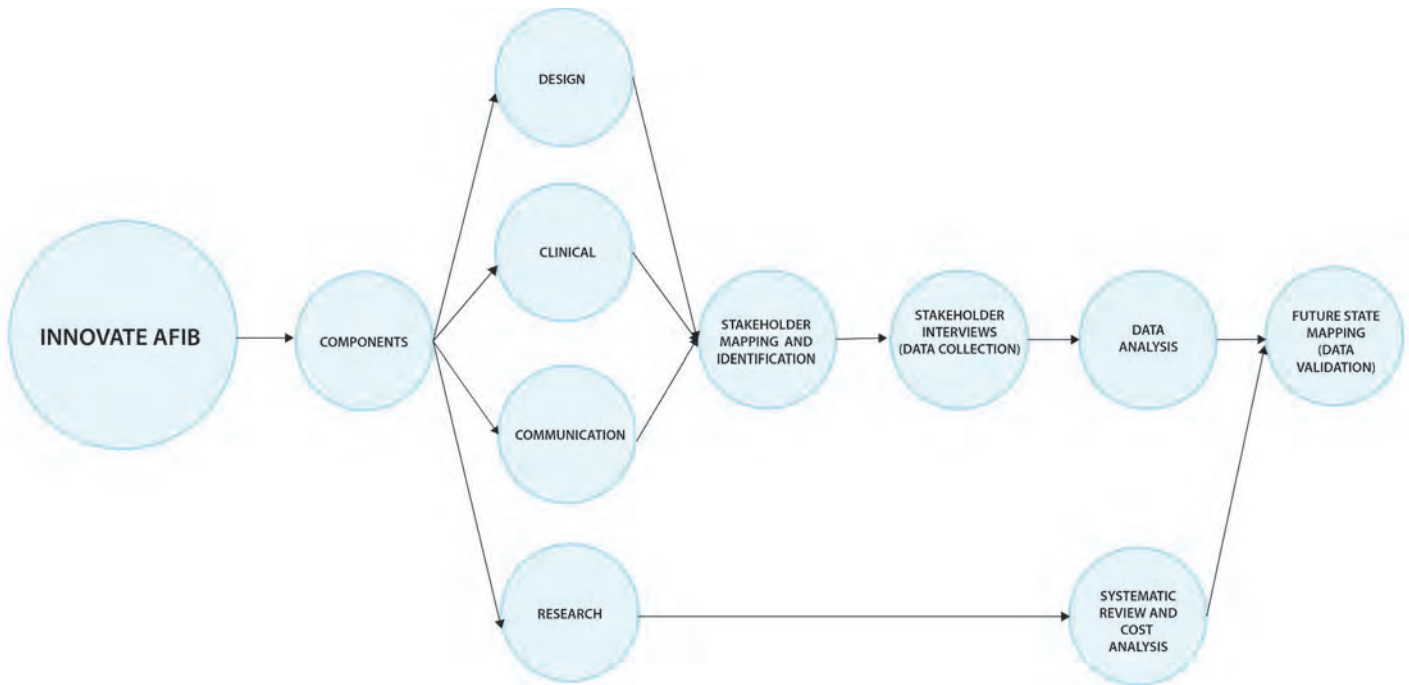 INNOVATE AFIB
COMPONENTS
DESIGN
CLINICAL
COMMUNICATION
RESEARCH
STAKEHOLDER
MAPPING AND
IDENTIFICATION
STAKEHOLDER
INTERVIEWS
(DATA COLLECTION)
DATA
ANALYSIS
SYSTEMATIC
REVIEW AND
COST
ANALYSIS
FUTURE STATE
MAPPING
(DATA
VALIDATION)